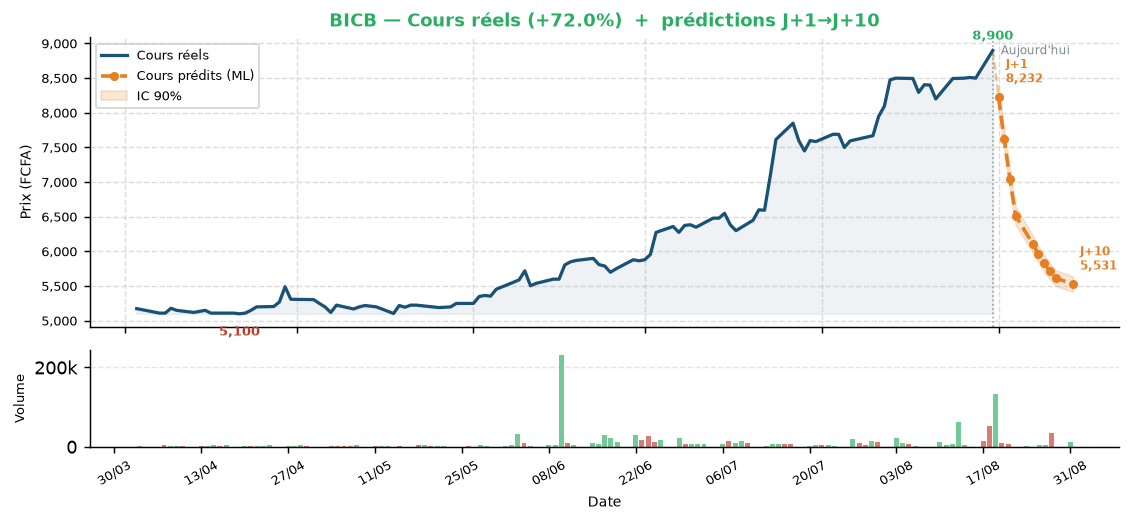 BICB — Cours réels (+72.0%)  +  prédictions J+1→J+10
8,900
Aujourd'hui
Cours réels
Cours prédits (ML)
IC 90%
J+1
8,232
J+10
5,531
5,100
Prix (FCFA)
9,000
8,500
8,000
7,500
7,000
6,500
6,000
5,500
5,000
Volume
200k
0
30/03
13/04
27/04
11/05
25/05
08/06
22/06
06/07
20/07
03/08
17/08
31/08
Date